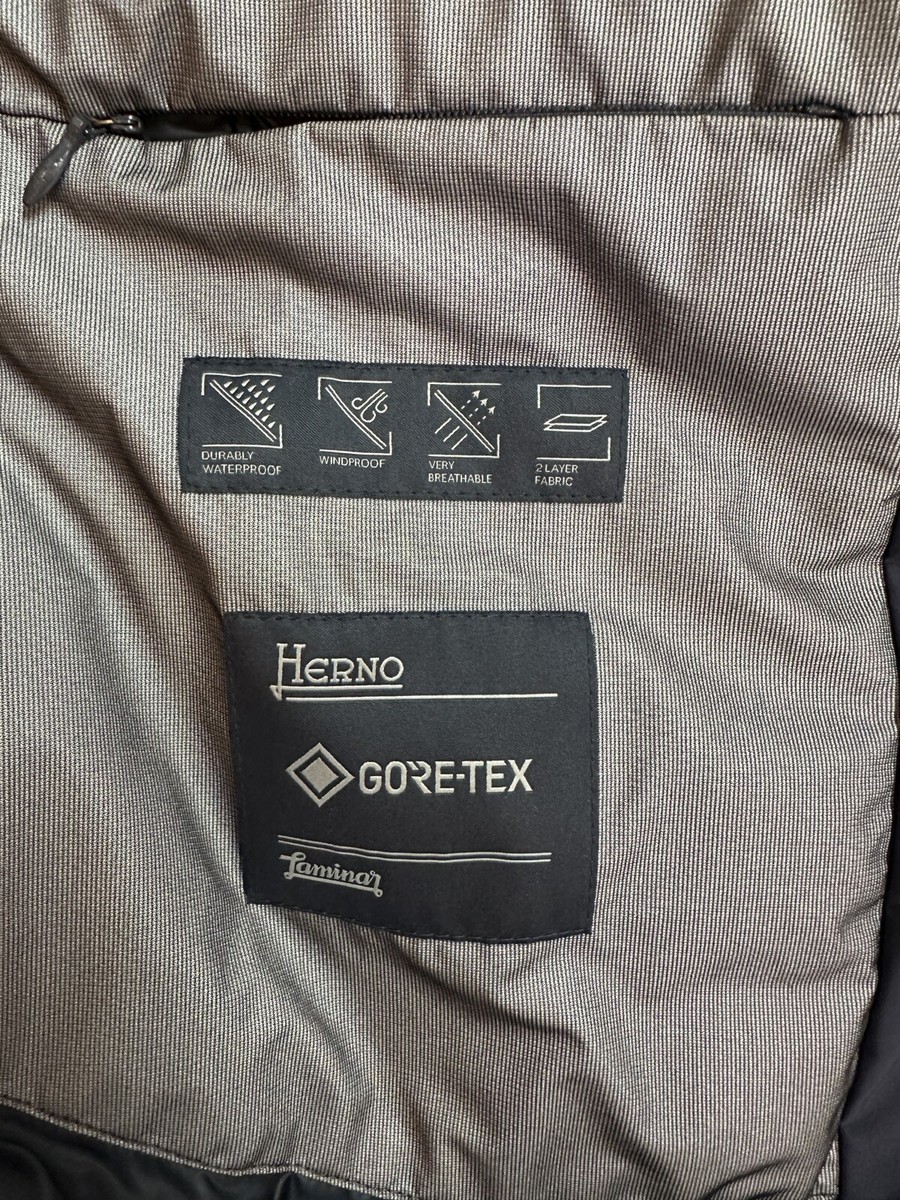 DURABLY
WATERPROOF
WINDPROOF
VERY
BREATHABLE
2 LAYER
FABRIC
HERNO
GORE-TEX
Laminar